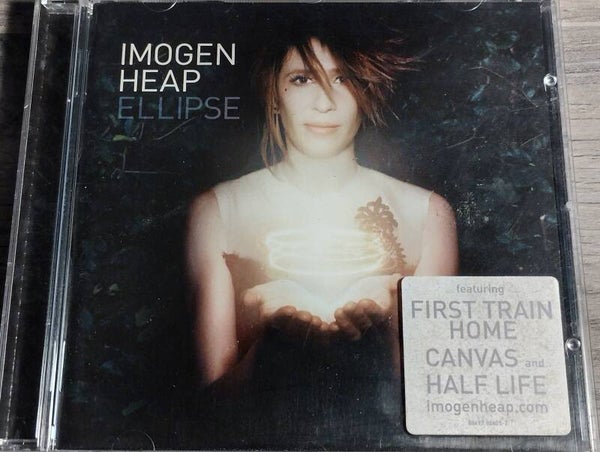 IMOGEN
HEAP
ELLIPSE
featuring
FIRST TRAIN
HOME
CANVAS and
HALF LIFE
imogenheap.com